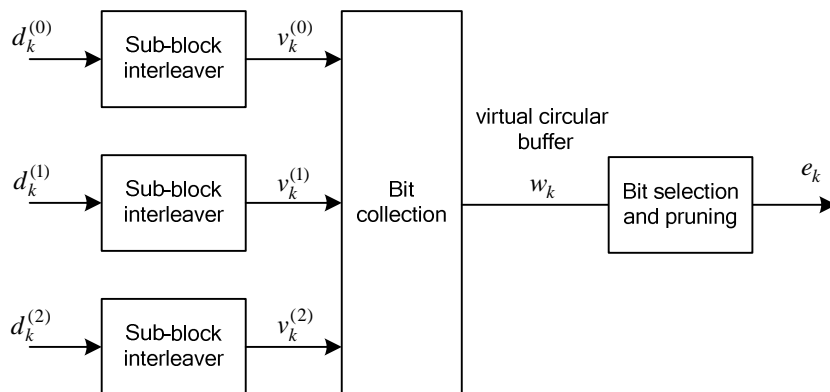 d_k^{(0)}
Sub-block
interleaver
v_k^{(0)}
d_k^{(1)}
Sub-block
interleaver
v_k^{(1)}
d_k^{(2)}
Sub-block
interleaver
v_k^{(2)}
Bit
collection
virtual circular
buffer
w_k
Bit selection
and pruning
e_k